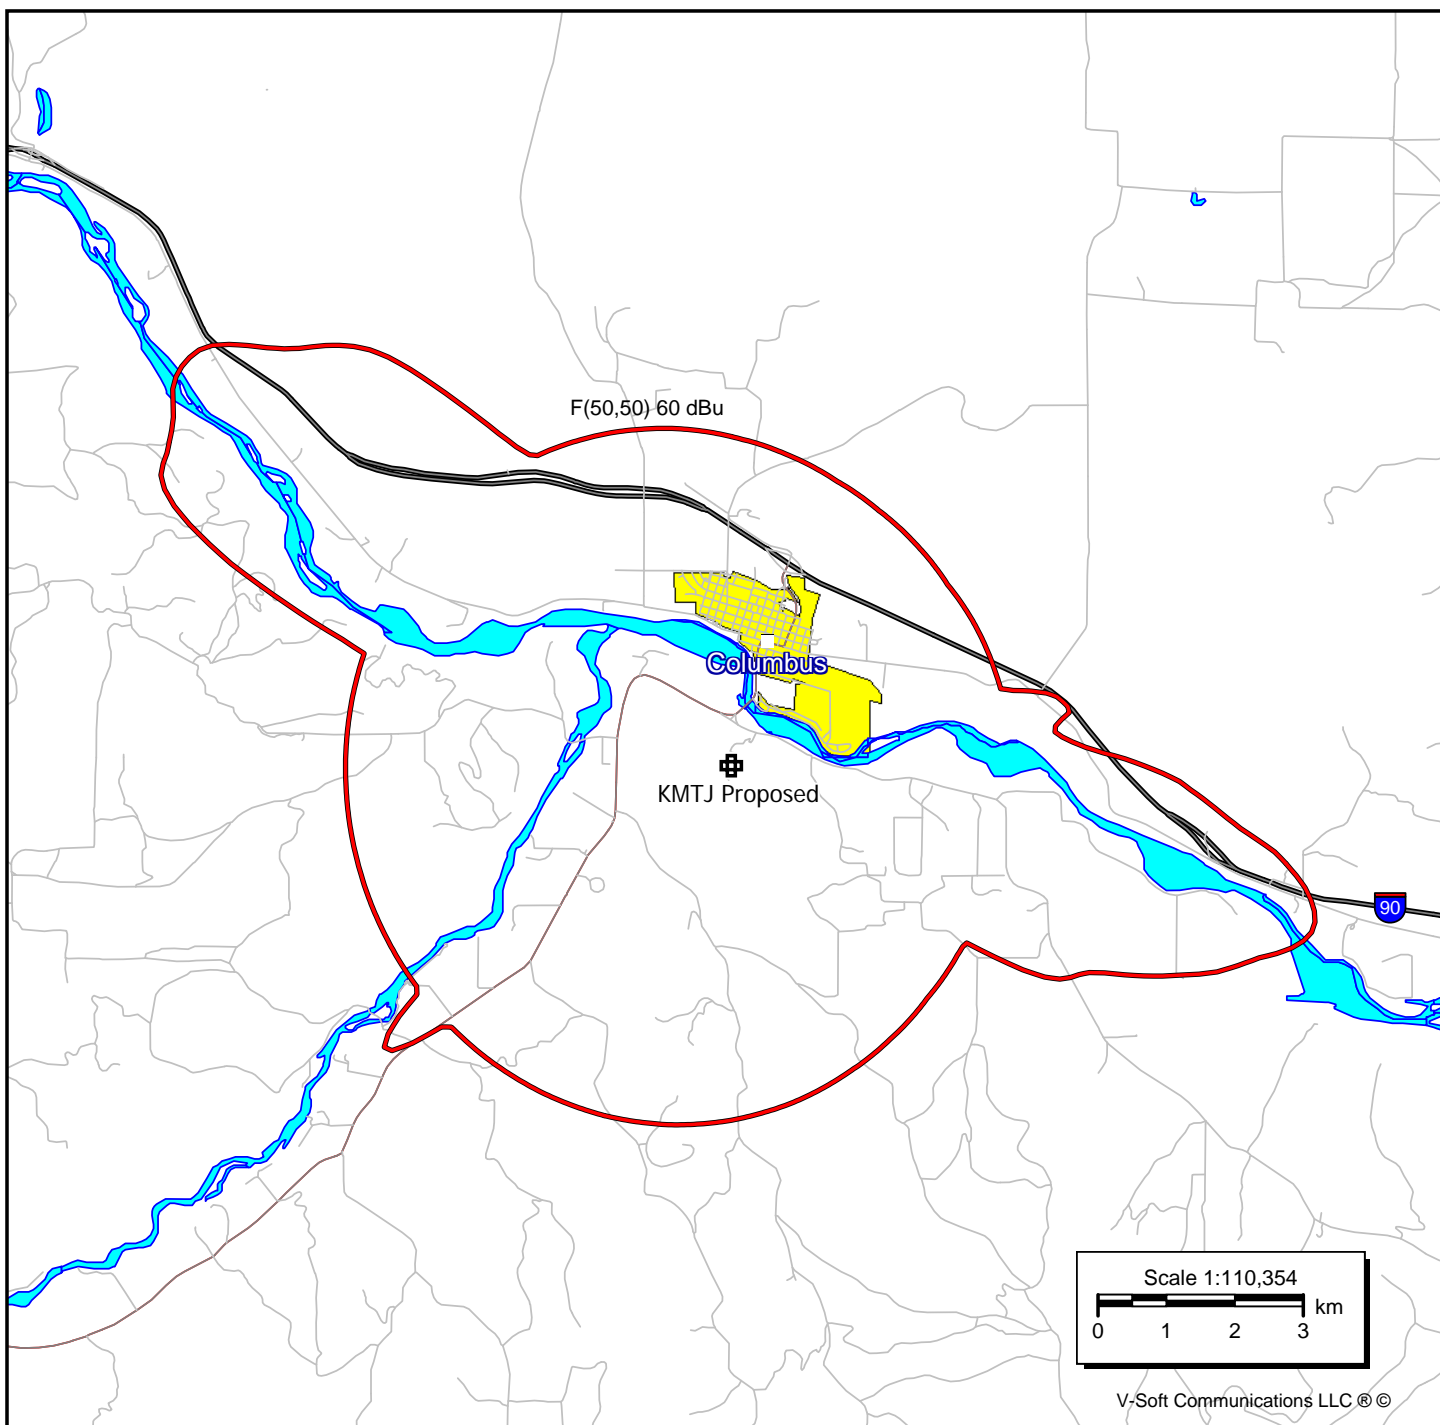 F(50,50) 60 dBu
Columbus
KMTJ Proposed
90
Scale 1:110,354
km
0 1 2 3
V-Soft Communications LLC ® ©